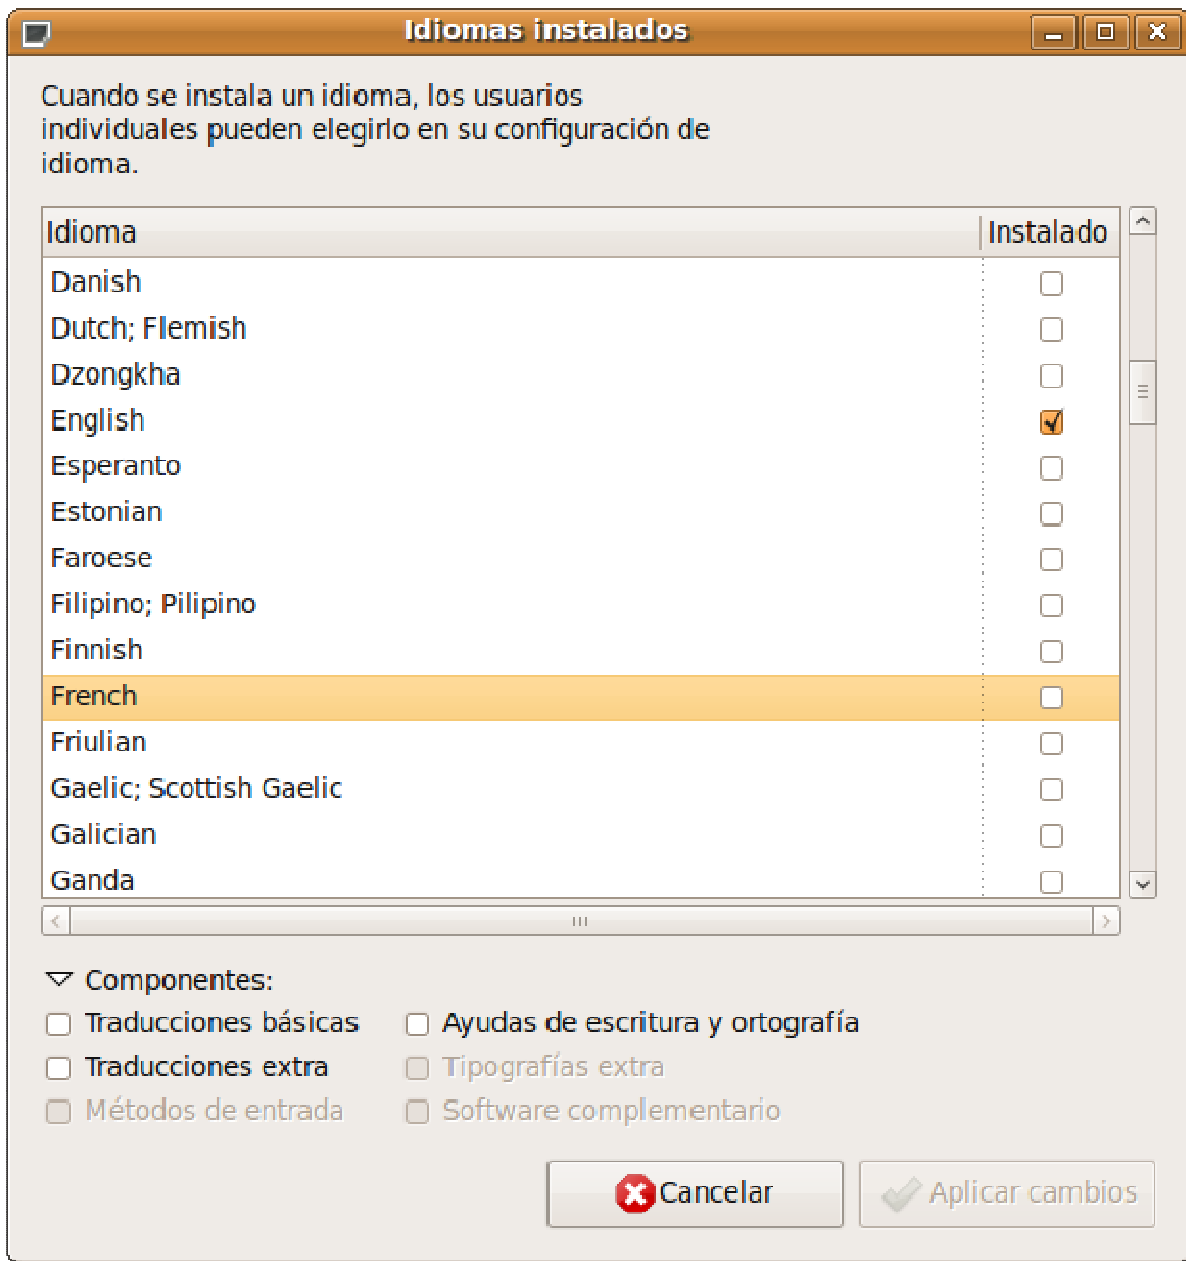 Idiomas instalados
Cuando se instala un idioma, los usuarios
individuales pueden elegirlo en su configuración de
idioma.
Idioma Instalado
Danish
Dutch; Flemish
Dzongkha
English
Esperanto
Estonian
Faroese
Filipino; Pilipino
Finnish
French
Friulian
Gaelic; Scottish Gaelic
Galician
Ganda
Componentes:
Traducciones básicas Ayudas de escritura y ortografía
Traducciones extra Tipografías extra
Métodos de entrada Software complementario
Cancelar Aplicar cambios